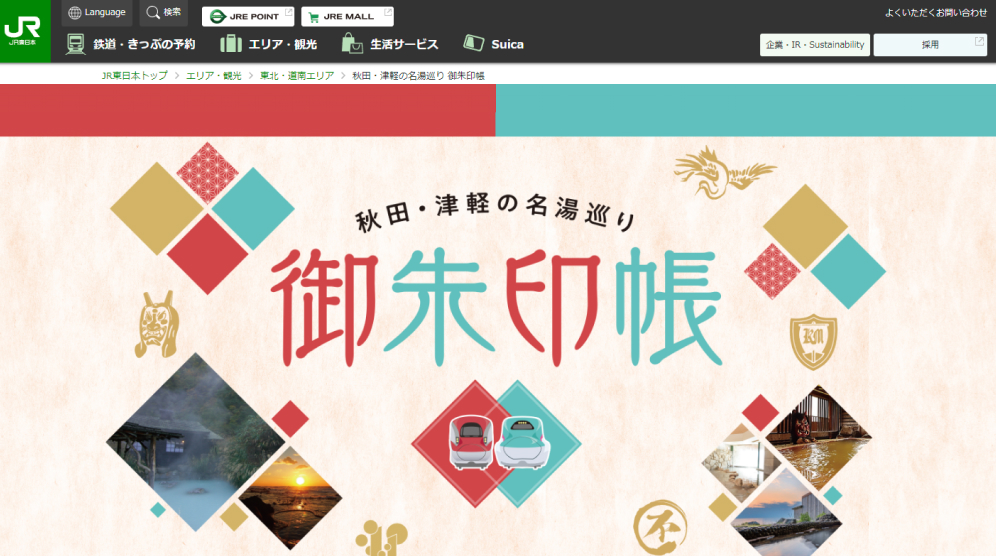 JR
JR東日本
Language
検索
JRE POINT
JRE MALL
よくいただくお問い合わせ
鉄道・きっぷの予約
エリア・観光
生活サービス
Suica
企業・IR・Sustainability
採用
JR東日本トップ > エリア・観光 > 東北・道南エリア > 秋田・津軽の名湯巡り 御朱印帳
秋田・津軽の名湯巡り
御朱印帳
KM
不